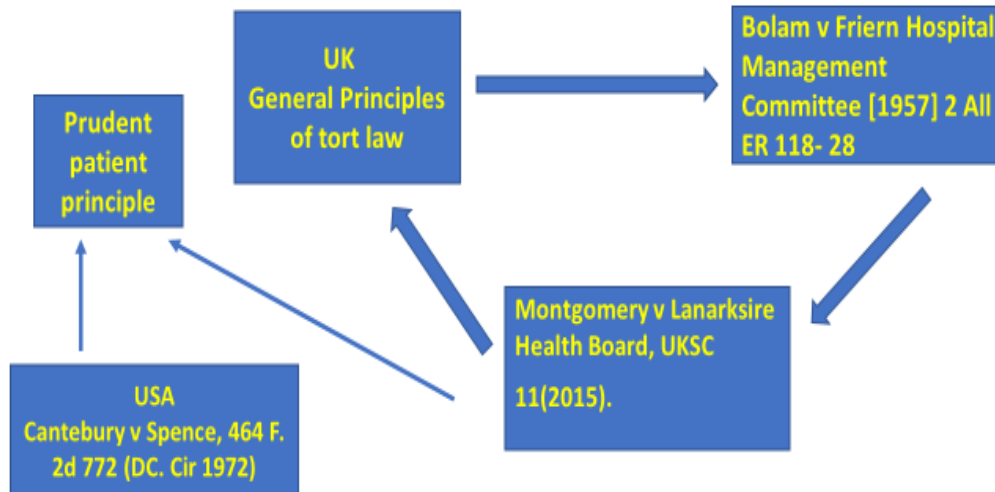 UK
General Principles
of tort law
Bolam v Friern Hospital
Management
Committee [1957] 2 All
ER 118- 28
Prudent
patient
principle
Montgomery v Lanarksire
Health Board, UKSC
11(2015).
USA
Cantebury v Spence, 464 F.
2d 772 (DC. Cir 1972)